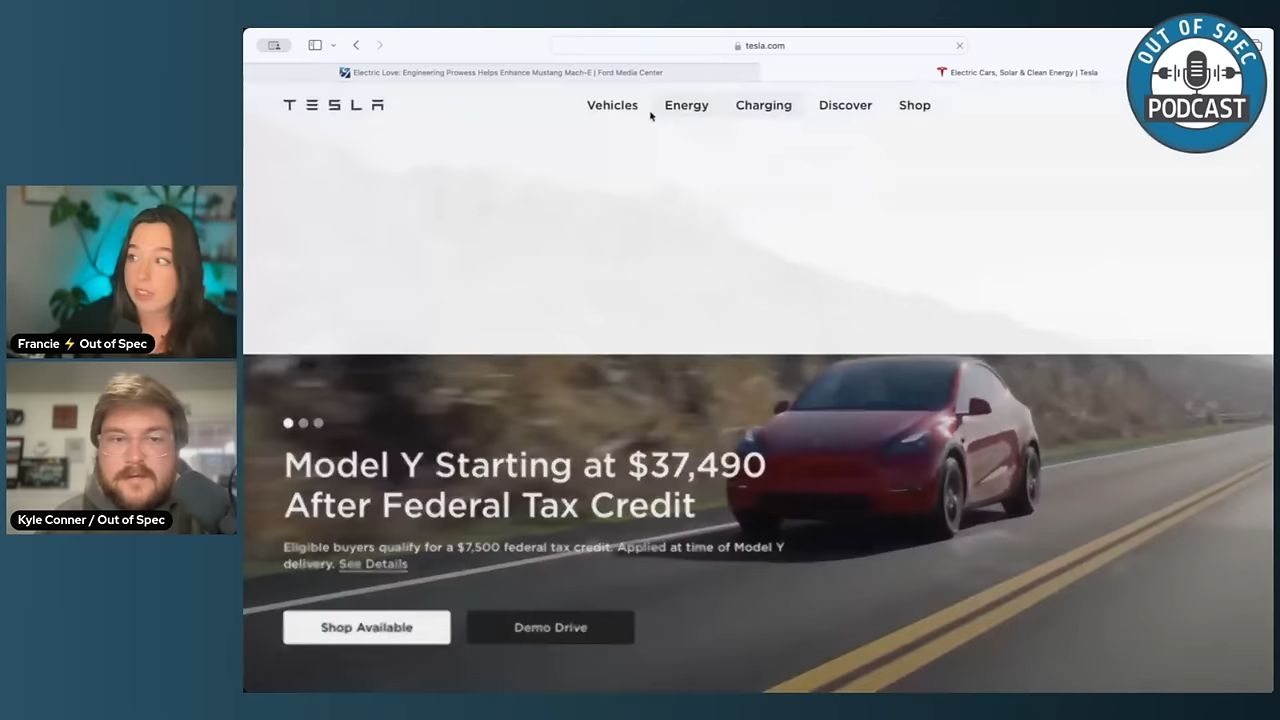 OUT OF SPEC
PODCAST
tesla.com
Electric Love: Engineering Prowess Helps Enhance Mustang Mach-E | Ford Media Center
Electric Cars, Solar & Clean Energy | Tesla
TESLA
Vehicles Energy Charging Discover Shop
Francie ⚡ Out of Spec
Kyle Conner / Out of Spec
Model Y Starting at $37,490
After Federal Tax Credit
Eligible buyers qualify for a $7,500 federal tax credit. Applied at time of Model Y
delivery. See Details
Shop Available
Demo Drive